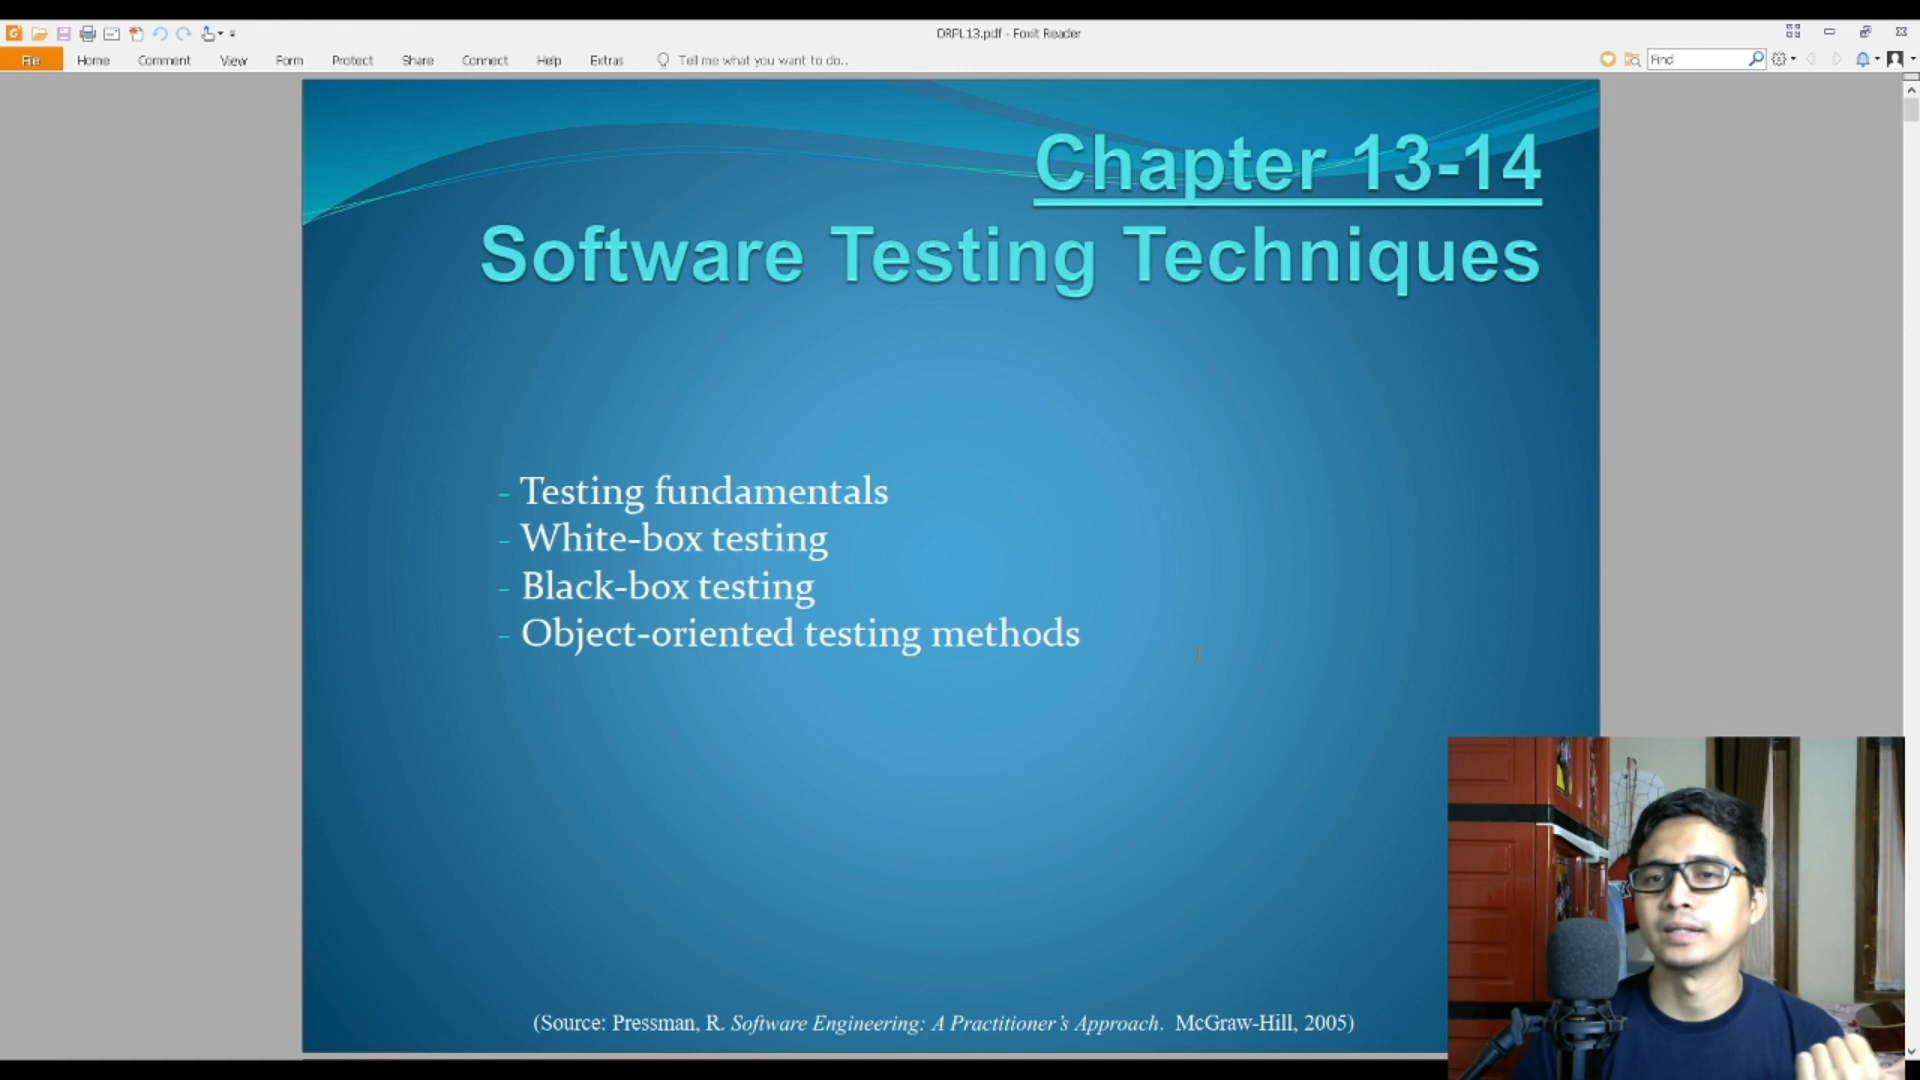 DRPL13.pdf - Foxit Reader
File Home Comment View Form Protect Share Connect Help Extras Tell me what you want to do.. Find
Chapter 13-14
Software Testing Techniques
- Testing fundamentals
- White-box testing
- Black-box testing
- Object-oriented testing methods
(Source: Pressman, R. Software Engineering: A Practitioner’s Approach. McGraw-Hill, 2005)